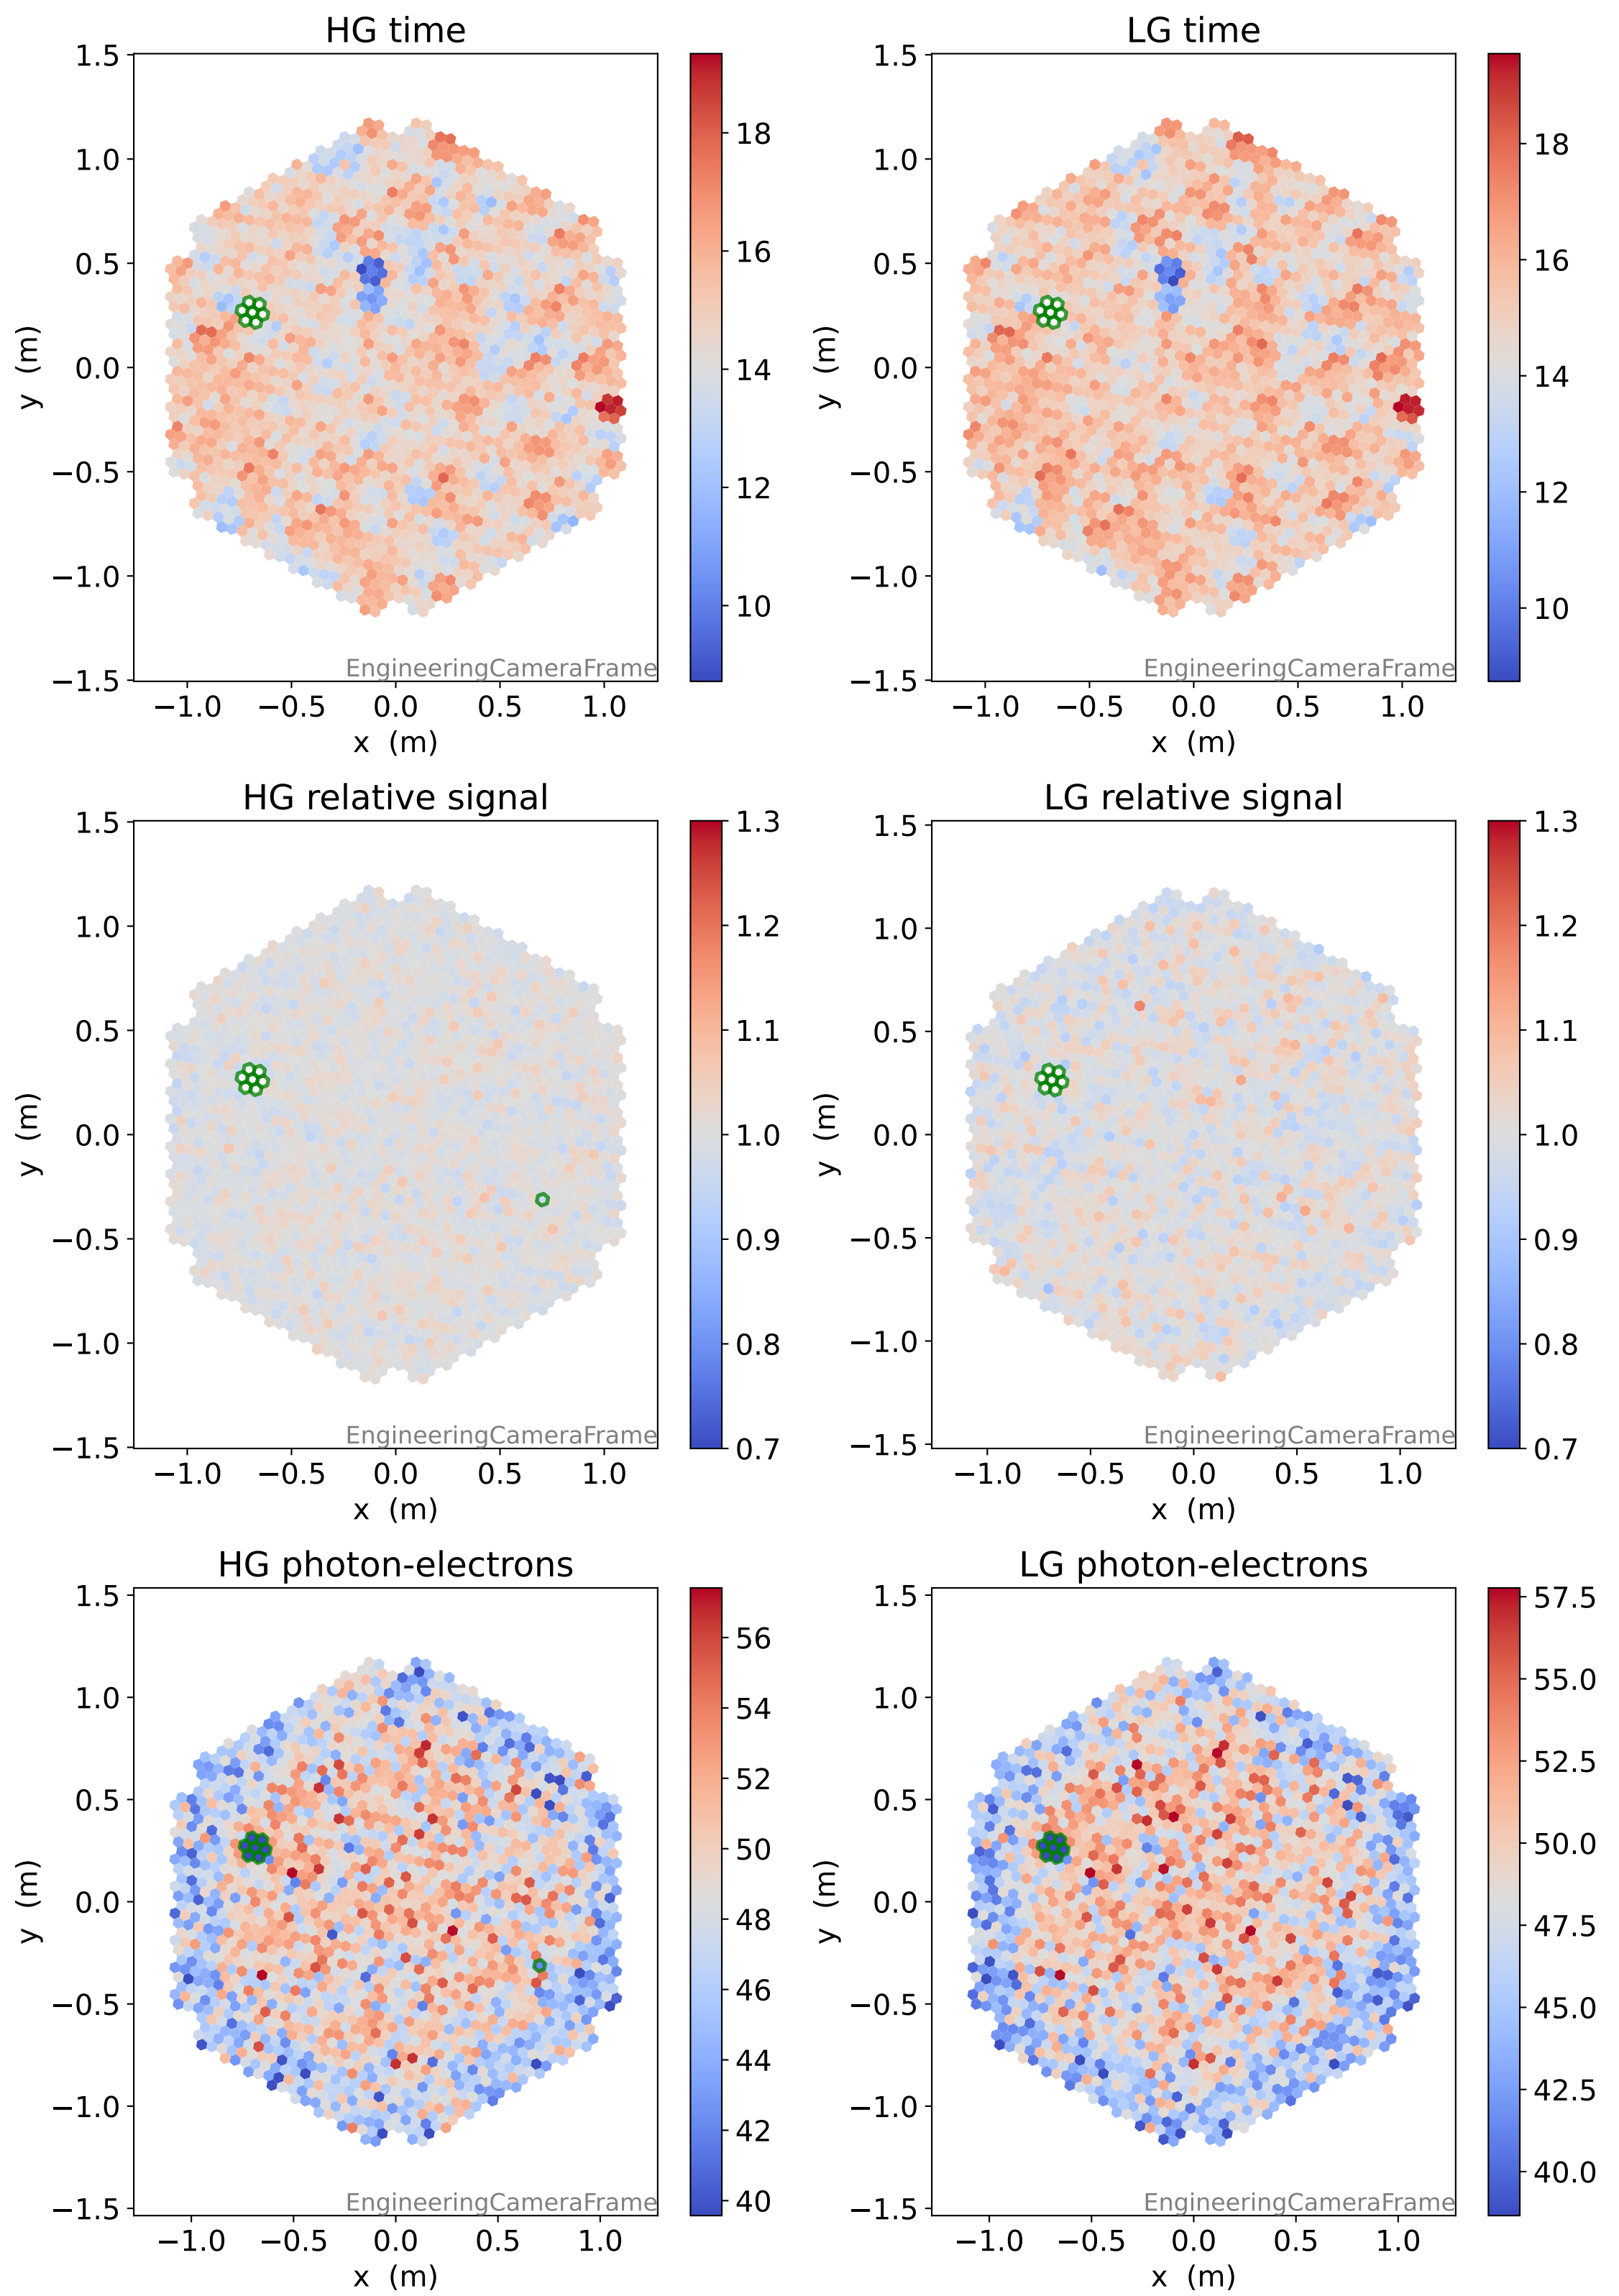 HG time
1.5
1.0
0.5
0.0
−0.5
−1.0
−1.5
y (m)
−1.0 −0.5 0.0 0.5 1.0
x (m)
EngineeringCameraFrame
18
16
14
12
10
LG time
1.5
1.0
0.5
0.0
−0.5
−1.0
−1.5
y (m)
−1.0 −0.5 0.0 0.5 1.0
x (m)
EngineeringCameraFrame
18
16
14
12
10
HG relative signal
1.5
1.0
0.5
0.0
−0.5
−1.0
−1.5
y (m)
−1.0 −0.5 0.0 0.5 1.0
x (m)
EngineeringCameraFrame
1.3
1.2
1.1
1.0
0.9
0.8
0.7
LG relative signal
1.5
1.0
0.5
0.0
−0.5
−1.0
−1.5
y (m)
−1.0 −0.5 0.0 0.5 1.0
x (m)
EngineeringCameraFrame
1.3
1.2
1.1
1.0
0.9
0.8
0.7
HG photon-electrons
1.5
1.0
0.5
0.0
−0.5
−1.0
−1.5
y (m)
−1.0 −0.5 0.0 0.5 1.0
x (m)
EngineeringCameraFrame
56
54
52
50
48
46
44
42
40
LG photon-electrons
1.5
1.0
0.5
0.0
−0.5
−1.0
−1.5
y (m)
−1.0 −0.5 0.0 0.5 1.0
x (m)
EngineeringCameraFrame
57.5
55.0
52.5
50.0
47.5
45.0
42.5
40.0